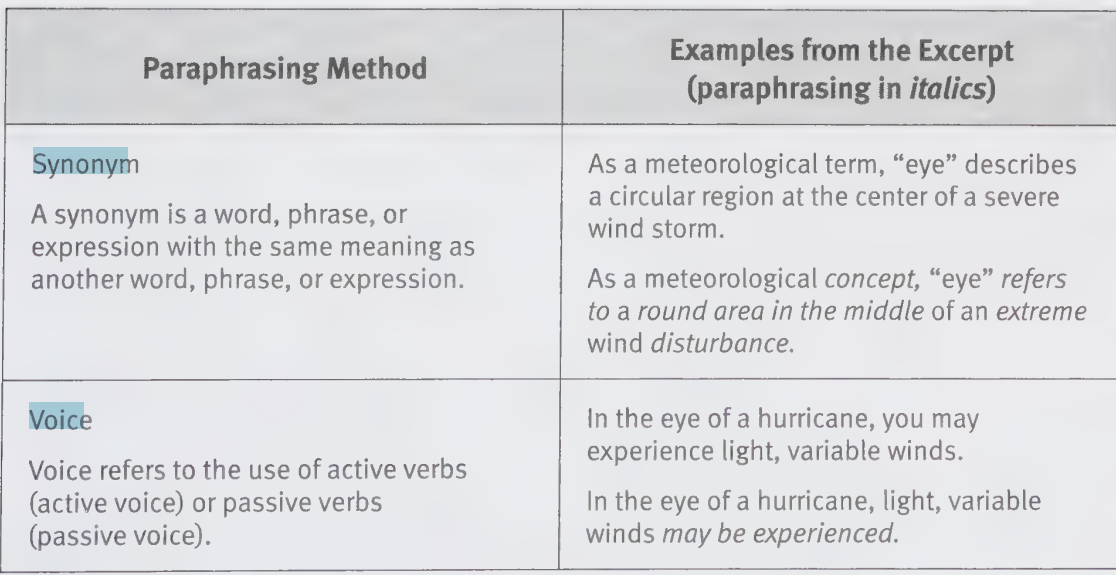 Paraphrasing Method
Examples from the Excerpt
(paraphrasing in italics)
Synonym
A synonym is a word, phrase, or
expression with the same meaning as
another word, phrase, or expression.
As a meteorological term, “eye” describes
a circular region at the center of a severe
wind storm.
As a meteorological concept, “eye” refers
to a round area in the middle of an extreme
wind disturbance.
Voice
Voice refers to the use of active verbs
(active voice) or passive verbs
(passive voice).
In the eye of a hurricane, you may
experience light, variable winds.
In the eye of a hurricane, light, variable
winds may be experienced.